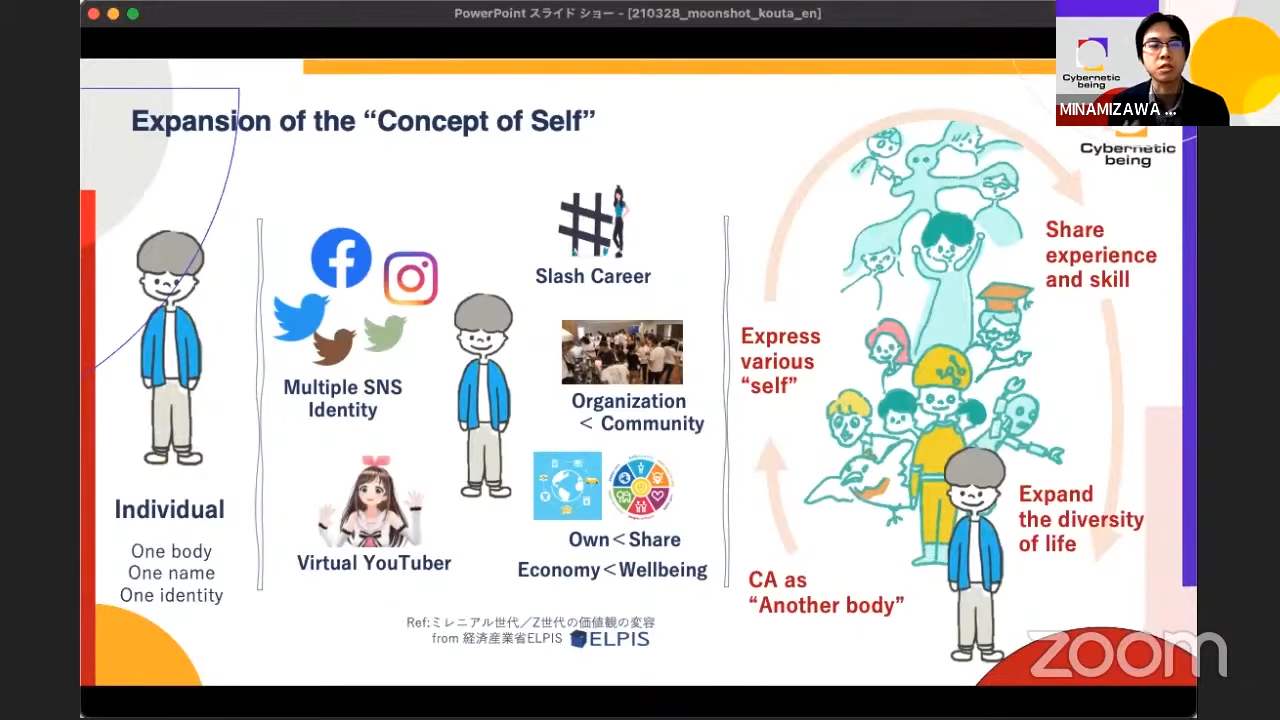 PowerPoint スライド ショー - [210328_moonshot_kouta_en]
Cybernetic
being
MINAMIZAWA ...
Expansion of the “Concept of Self”
Cybernetic
being
Individual
One body
One name
One identity
Multiple SNS
Identity
Virtual YouTuber
Slash Career
Organization
< Community
Own<Share
Economy<Wellbeing
Ref:ミレニアル世代／Z世代の価値観の変容
from 経済産業省ELPIS ELPIS
Express
various
“self”
CA as
“Another body”
Share
experience
and skill
Expand
the diversity
of life
zoom